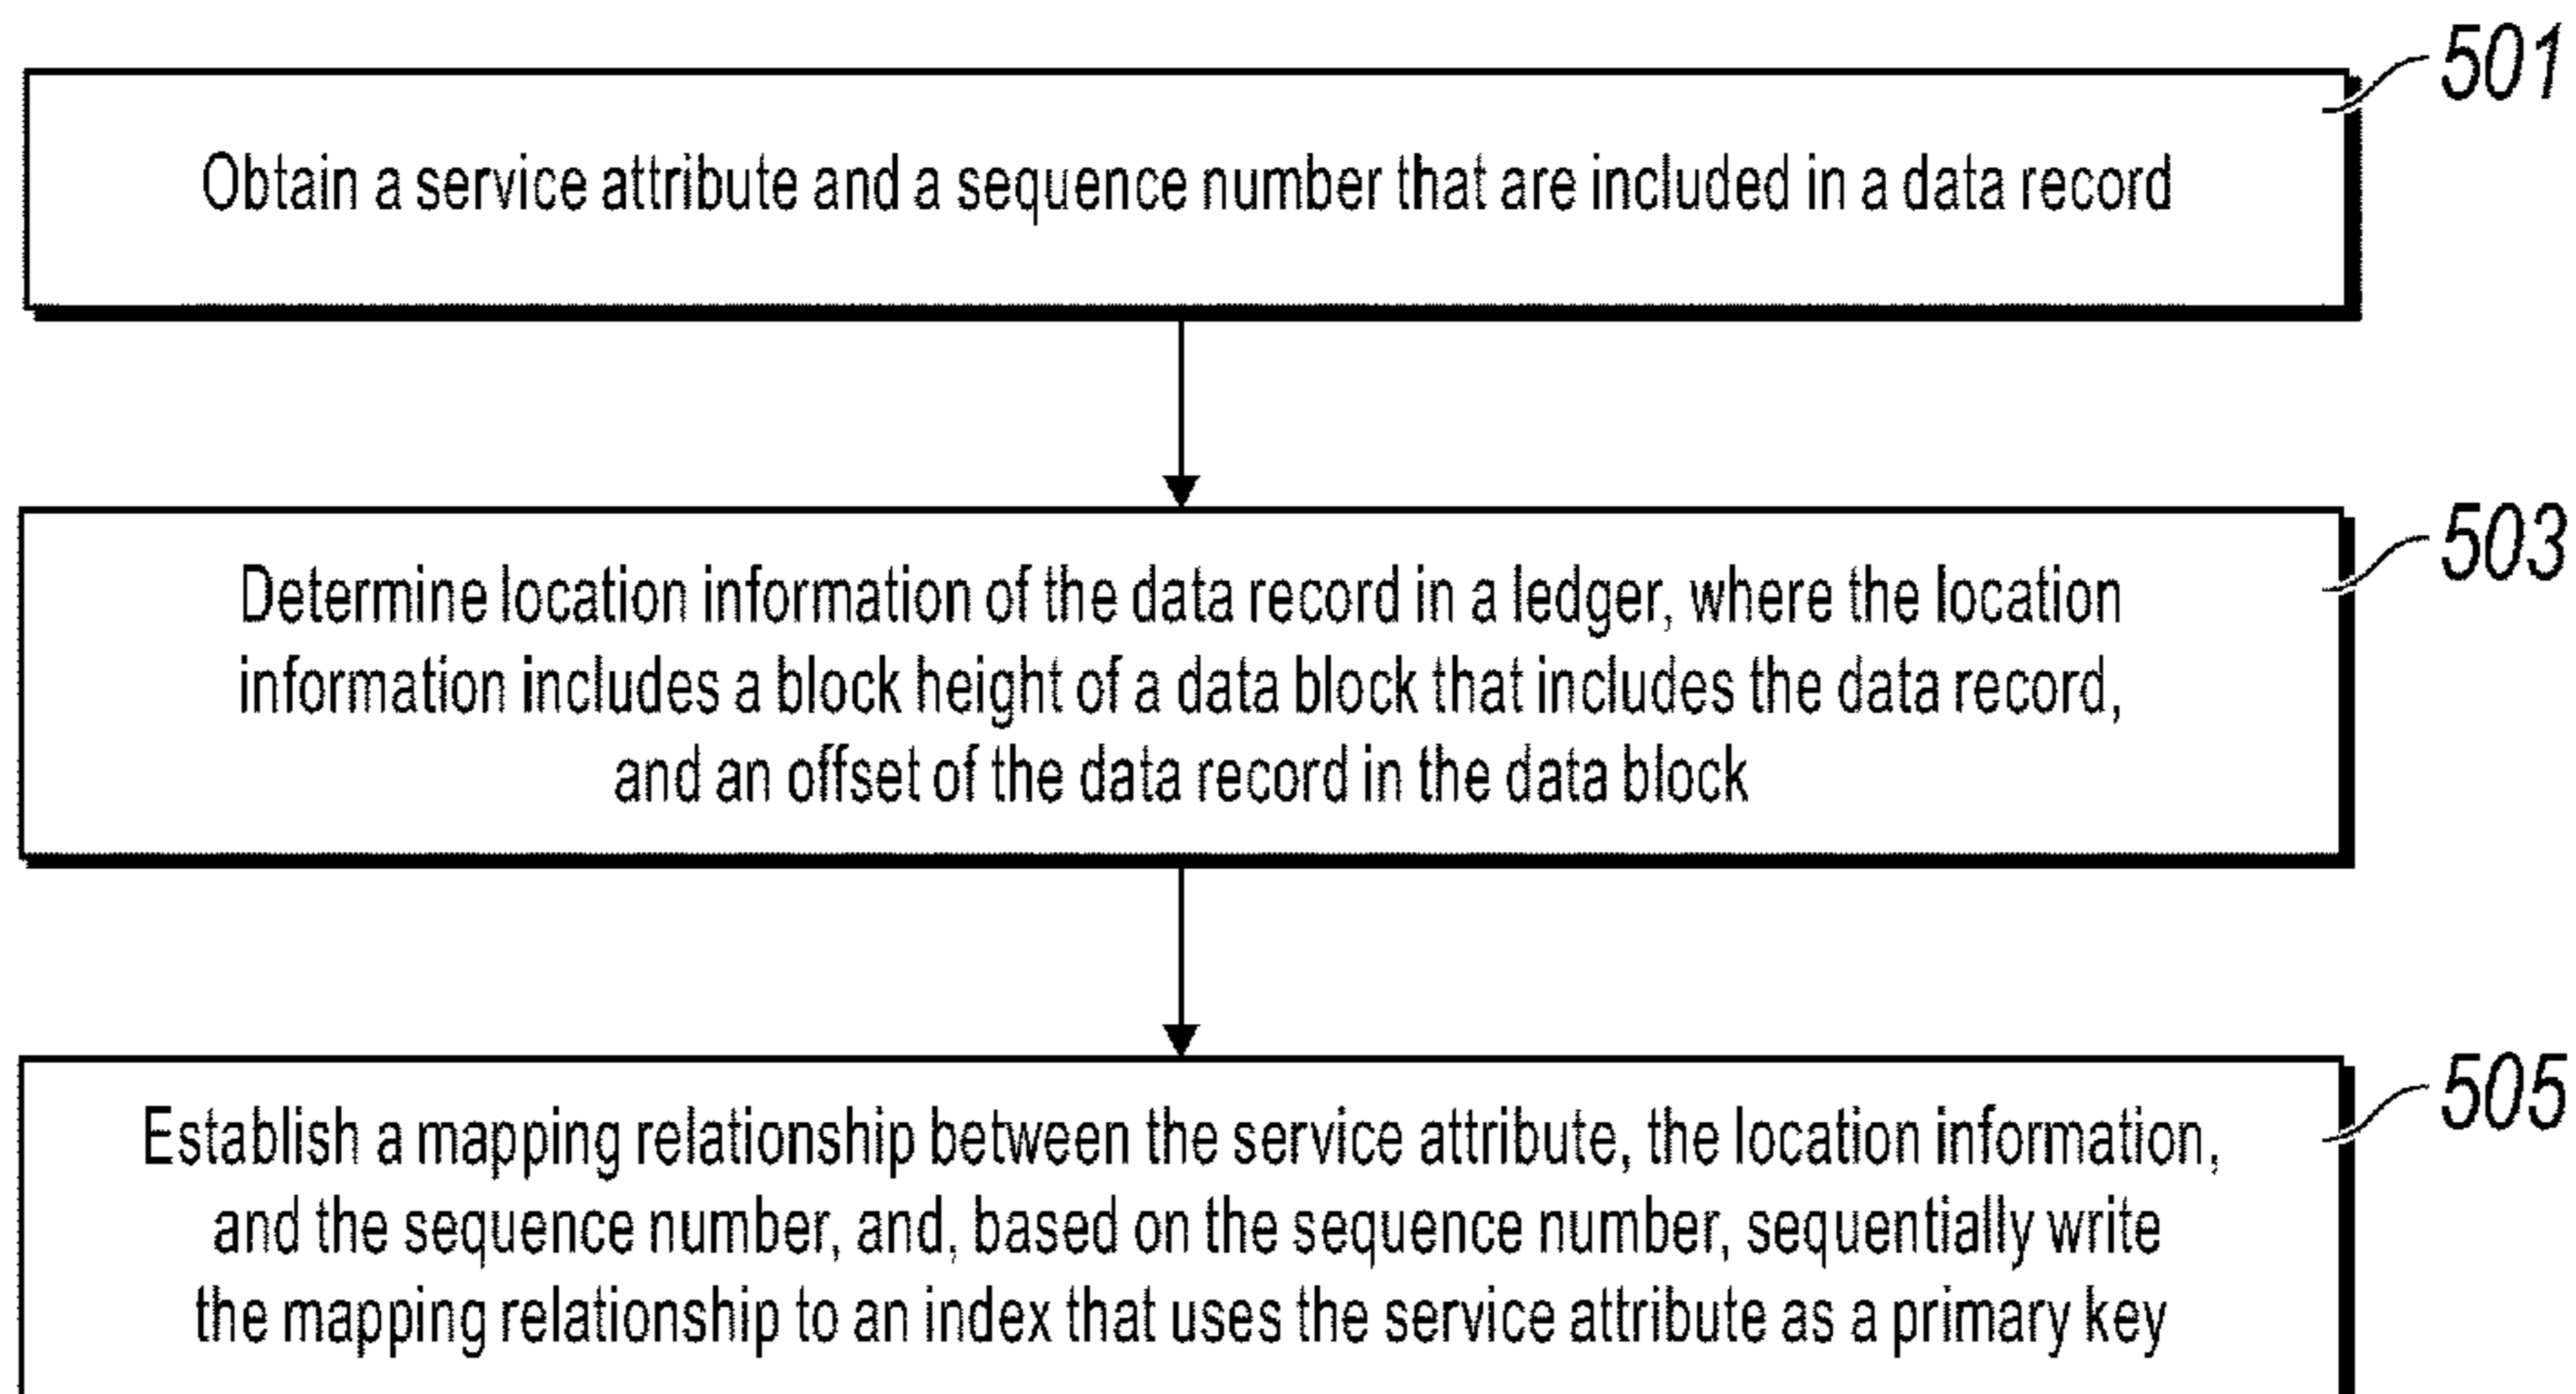 501
Obtain a service attribute and a sequence number that are included in a data record
503
Determine location information of the data record in a ledger, where the location
information includes a block height of a data block that includes the data record,
and an offset of the data record in the data block
505
Establish a mapping relationship between the service attribute, the location information,
and the sequence number, and, based on the sequence number, sequentially write
the mapping relationship to an index that uses the service attribute as a primary key